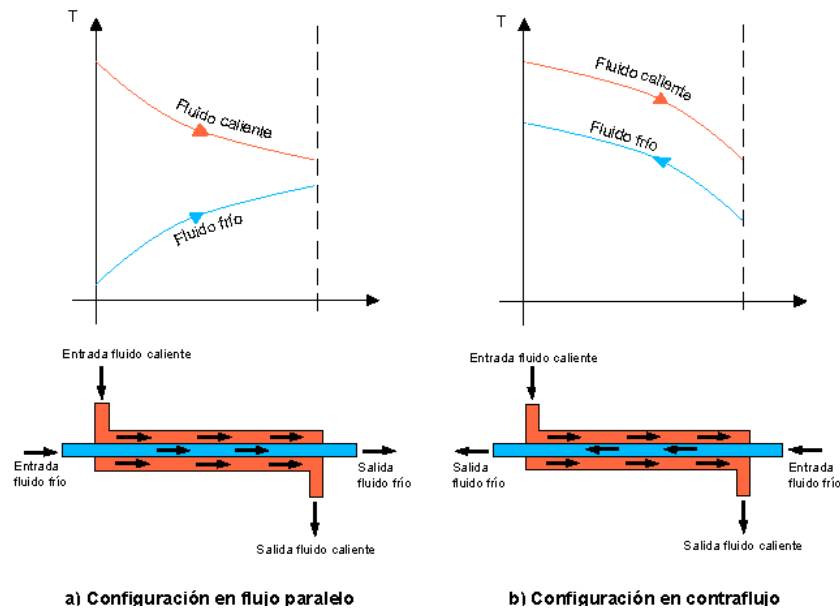 T
Fluido caliente
Fluido frío
T
Fluido caliente
Fluido frío
Entrada fluido caliente
Entrada
fluido frío
Salida
fluido frío
Salida fluido caliente
a) Configuración en flujo paralelo
Entrada fluido caliente
Salida
fluido frío
Entrada
fluido frío
Salida fluido caliente
b) Configuración en contraflujo